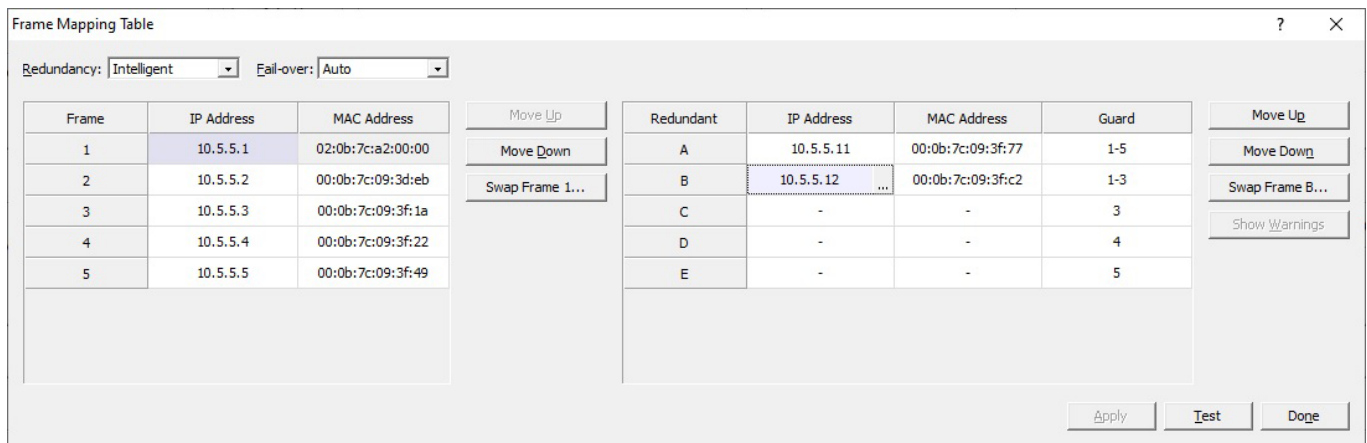 Frame Mapping Table ? X
Redundancy: Intelligent Fail-over: Auto
Frame IP Address MAC Address
1 10.5.5.1 02:0b:7c:a2:00:00
2 10.5.5.2 00:0b:7c:09:3d:eb
3 10.5.5.3 00:0b:7c:09:3f:1a
4 10.5.5.4 00:0b:7c:09:3f:22
5 10.5.5.5 00:0b:7c:09:3f:49
Move Up
Move Down
Swap Frame 1...
Redundant IP Address MAC Address Guard
A 10.5.5.11 00:0b:7c:09:3f:77 1-5
B 10.5.5.12 ... 00:0b:7c:09:3f:c2 1-3
C - - 3
D - - 4
E - - 5
Move Up
Move Down
Swap Frame B...
Show Warnings
Apply Test Done